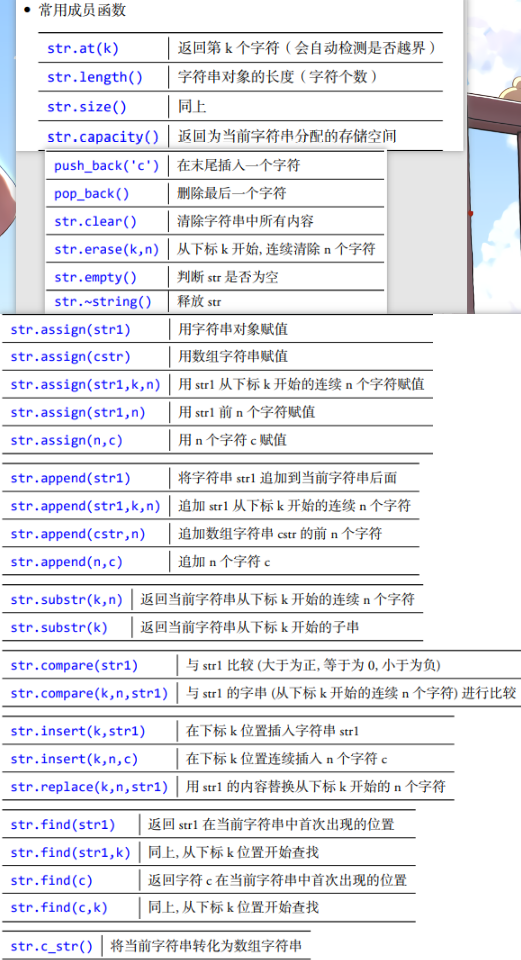 • 常用成员函数
str.at(k) 返回第 k 个字符（会自动检测是否越界）
str.length() 字符串对象的长度（字符个数）
str.size() 同上
str.capacity() 返回为当前字符串分配的存储空间
push_back('c') 在末尾插入一个字符
pop_back() 删除最后一个字符
str.clear() 清除字符串中所有内容
str.erase(k,n) 从下标 k 开始, 连续清除 n 个字符
str.empty() 判断 str 是否为空
str.~string() 释放 str
str.assign(str1) 用字符串对象赋值
str.assign(cstr) 用数组字符串赋值
str.assign(str1,k,n) 用 str1 从下标 k 开始的连续 n 个字符赋值
str.assign(str1,n) 用 str1 前 n 个字符赋值
str.assign(n,c) 用 n 个字符 c 赋值
str.append(str1) 将字符串 str1 追加到当前字符串后面
str.append(str1,k,n) 追加 str1 从下标 k 开始的连续 n 个字符
str.append(cstr,n) 追加数组字符串 cstr 的前 n 个字符
str.append(n,c) 追加 n 个字符 c
str.substr(k,n) 返回当前字符串从下标 k 开始的连续 n 个字符
str.substr(k) 返回当前字符串从下标 k 开始的子串
str.compare(str1) 与 str1 比较 (大于为正, 等于为 0, 小于为负)
str.compare(k,n,str1) 与 str1 的字串 (从下标 k 开始的连续 n 个字符) 进行比较
str.insert(k,str1) 在下标 k 位置插入字符串 str1
str.insert(k,n,c) 在下标 k 位置连续插入 n 个字符 c
str.replace(k,n,str1) 用 str1 的内容替换从下标 k 开始的 n 个字符
str.find(str1) 返回 str1 在当前字符串中首次出现的位置
str.find(str1,k) 同上, 从下标 k 位置开始查找
str.find(c) 返回字符 c 在当前字符串中首次出现的位置
str.find(c,k) 同上, 从下标 k 位置开始查找
str.c_str() 将当前字符串转化为数组字符串